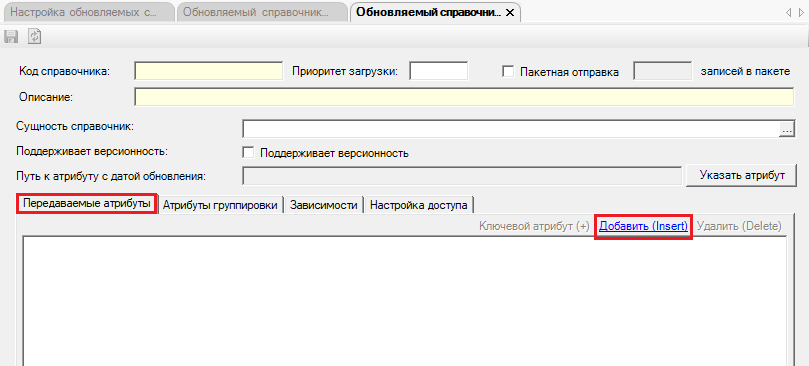 Настройка обновляемых с... Обновляемый справочник... Обновляемый справочни...
Код справочника: Приоритет загрузки: Пакетная отправка записей в пакете
Описание:
Сущность справочник: ...
Поддерживает версионность: Поддерживает версионность
Путь к атрибуту с датой обновления: Указать атрибут
Передаваемые атрибуты Атрибуты группировки Зависимости Настройка доступа
Ключевой атрибут (+) Добавить (Insert) Удалить (Delete)